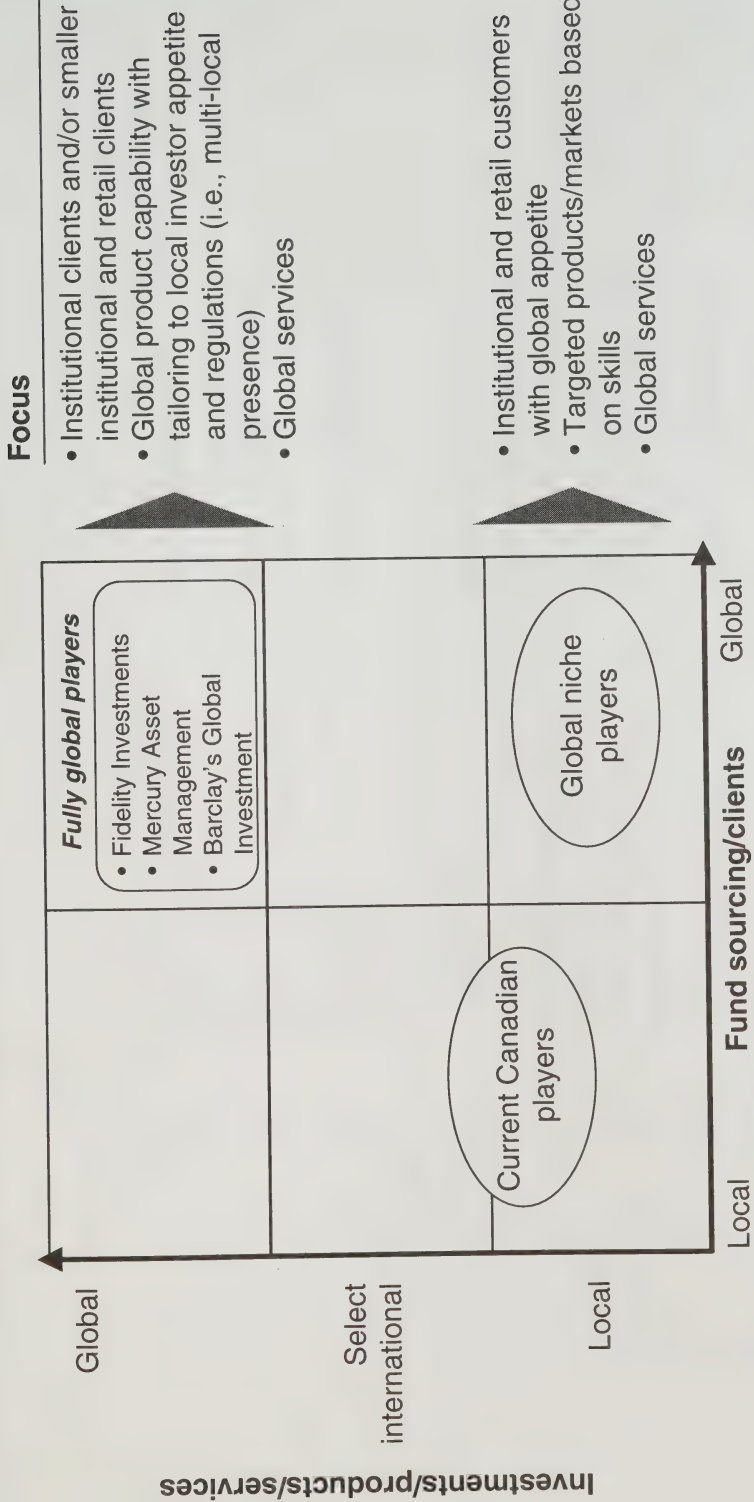 Focus
• Institutional clients and/or smaller
institutional and retail clients
• Global product capability with
tailoring to local investor appetite
and regulations (i.e., multi-local
presence)
• Global services
• Institutional and retail customers
with global appetite
• Targeted products/markets based
on skills
• Global services
Fully global players
• Fidelity Investments
• Mercury Asset
Management
• Barclay's Global
Investment
Global niche
players
Current Canadian
players
Global
Select
international
Local
Investments/products/services
Local
Global
Fund sourcing/clients